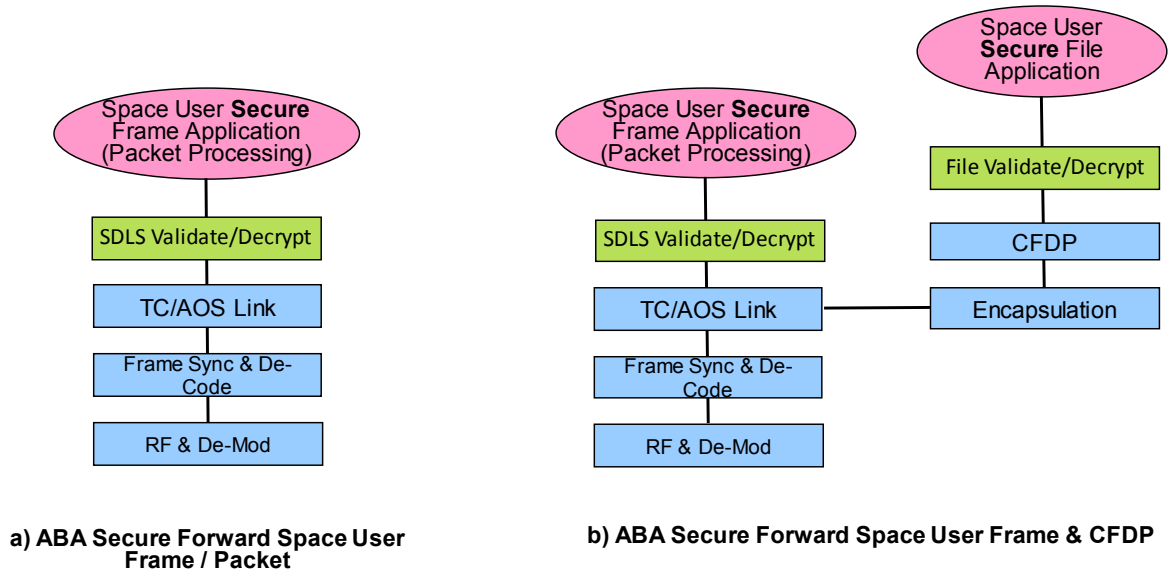 Space User Secure
Frame Application
(Packet Processing)
SDLS Validate/Decrypt
TC/AOS Link
Frame Sync & De-
Code
RF & De-Mod
a) ABA Secure Forward Space User
Frame / Packet
Space User Secure
Frame Application
(Packet Processing)
SDLS Validate/Decrypt
TC/AOS Link
Frame Sync & De-
Code
RF & De-Mod
Space User
Secure File
Application
File Validate/Decrypt
CFDP
Encapsulation
b) ABA Secure Forward Space User Frame & CFDP